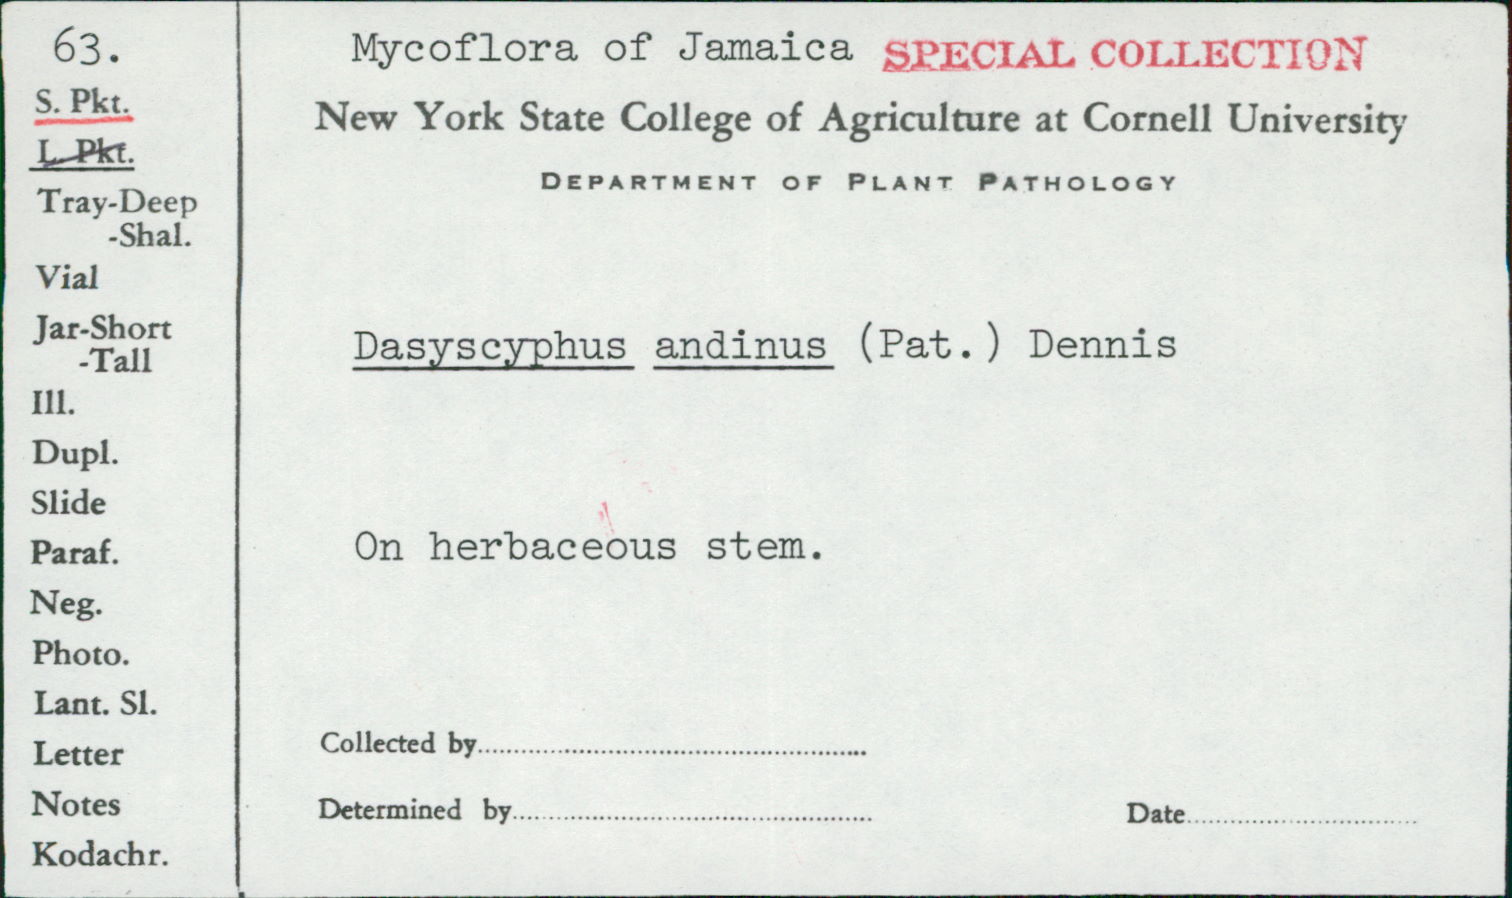 63.
S. Pkt.
L. Pkt.
Tray-Deep
-Shal.
Vial
Jar-Short
-Tall
Ill.
Dupl.
Slide
Paraf.
Neg.
Photo.
Lant. Sl.
Letter
Notes
Kodachr.
Mycoflora of Jamaica SPECIAL COLLECTION
New York State College of Agriculture at Cornell University
DEPARTMENT OF PLANT PATHOLOGY
Dasyscyphus andinus (Pat.) Dennis
On herbaceous stem.
Collected by
Determined by
Date